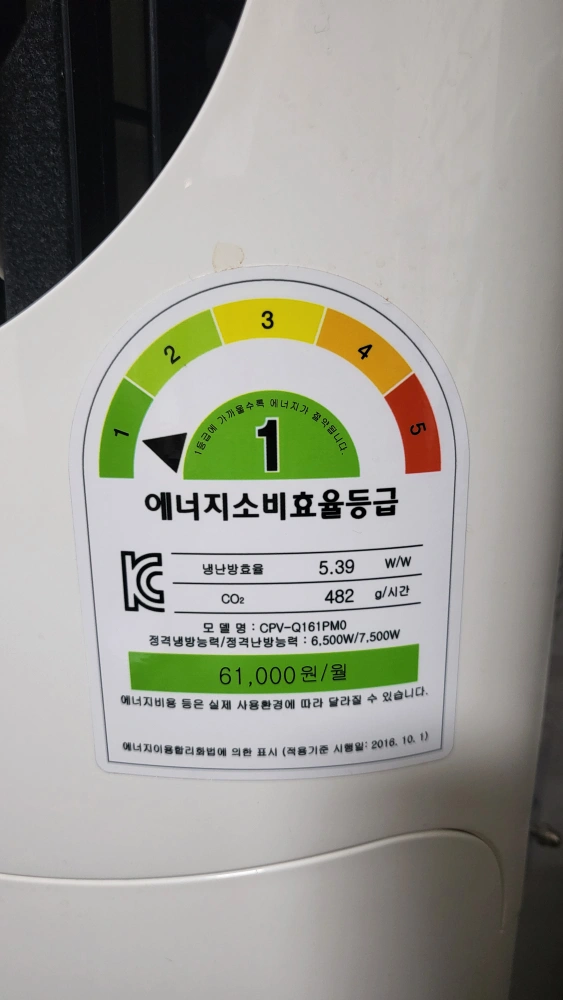 1
2
3
4
5
1등급에 가까울수록 에너지가 절약됩니다.
1
에너지소비효율등급
냉난방효율 5.39 W/W
CO₂ 482 g/시간
모 델 명 : CPV-Q161PM0
정격냉방능력/정격난방능력 : 6,500W/7,500W
61,000원/월
에너지비용 등은 실제 사용환경에 따라 달라질 수 있습니다.
에너지이용합리화법에 의한 표시 (적용기준 시행일: 2016. 10. 1)